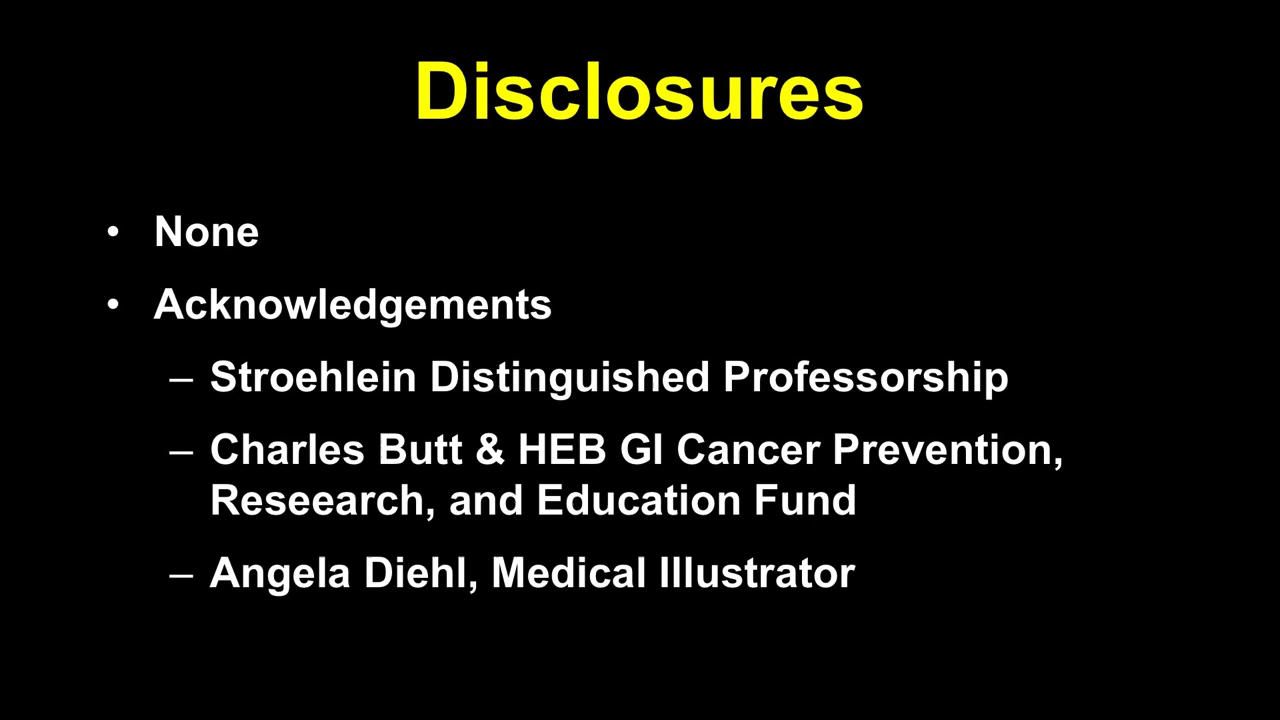 Disclosures
• None
• Acknowledgements
– Stroehlein Distinguished Professorship
– Charles Butt & HEB GI Cancer Prevention,
Reseearch, and Education Fund
– Angela Diehl, Medical Illustrator